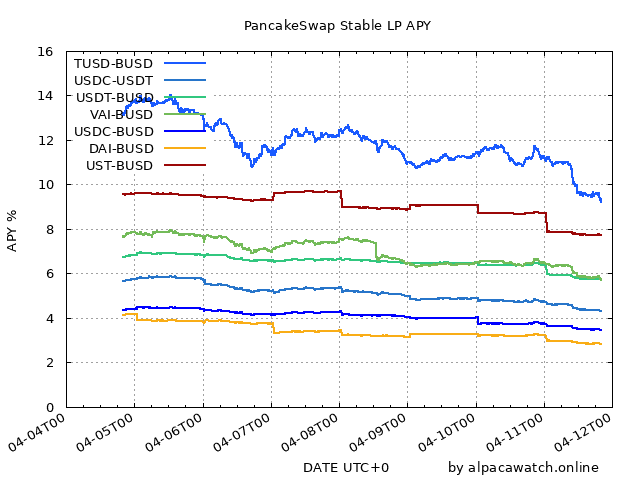 PancakeSwap Stable LP APY
16
14
12
10
8
6
4
2
0
APY %
TUSD-BUSD
USDC-USDT
USDT-BUSD
VAI-BUSD
USDC-BUSD
DAI-BUSD
UST-BUSD
04-04T00
04-05T00
04-06T00
04-07T00
04-08T00
04-09T00
04-10T00
04-11T00
04-12T00
DATE UTC+0
by alpacawatch.online